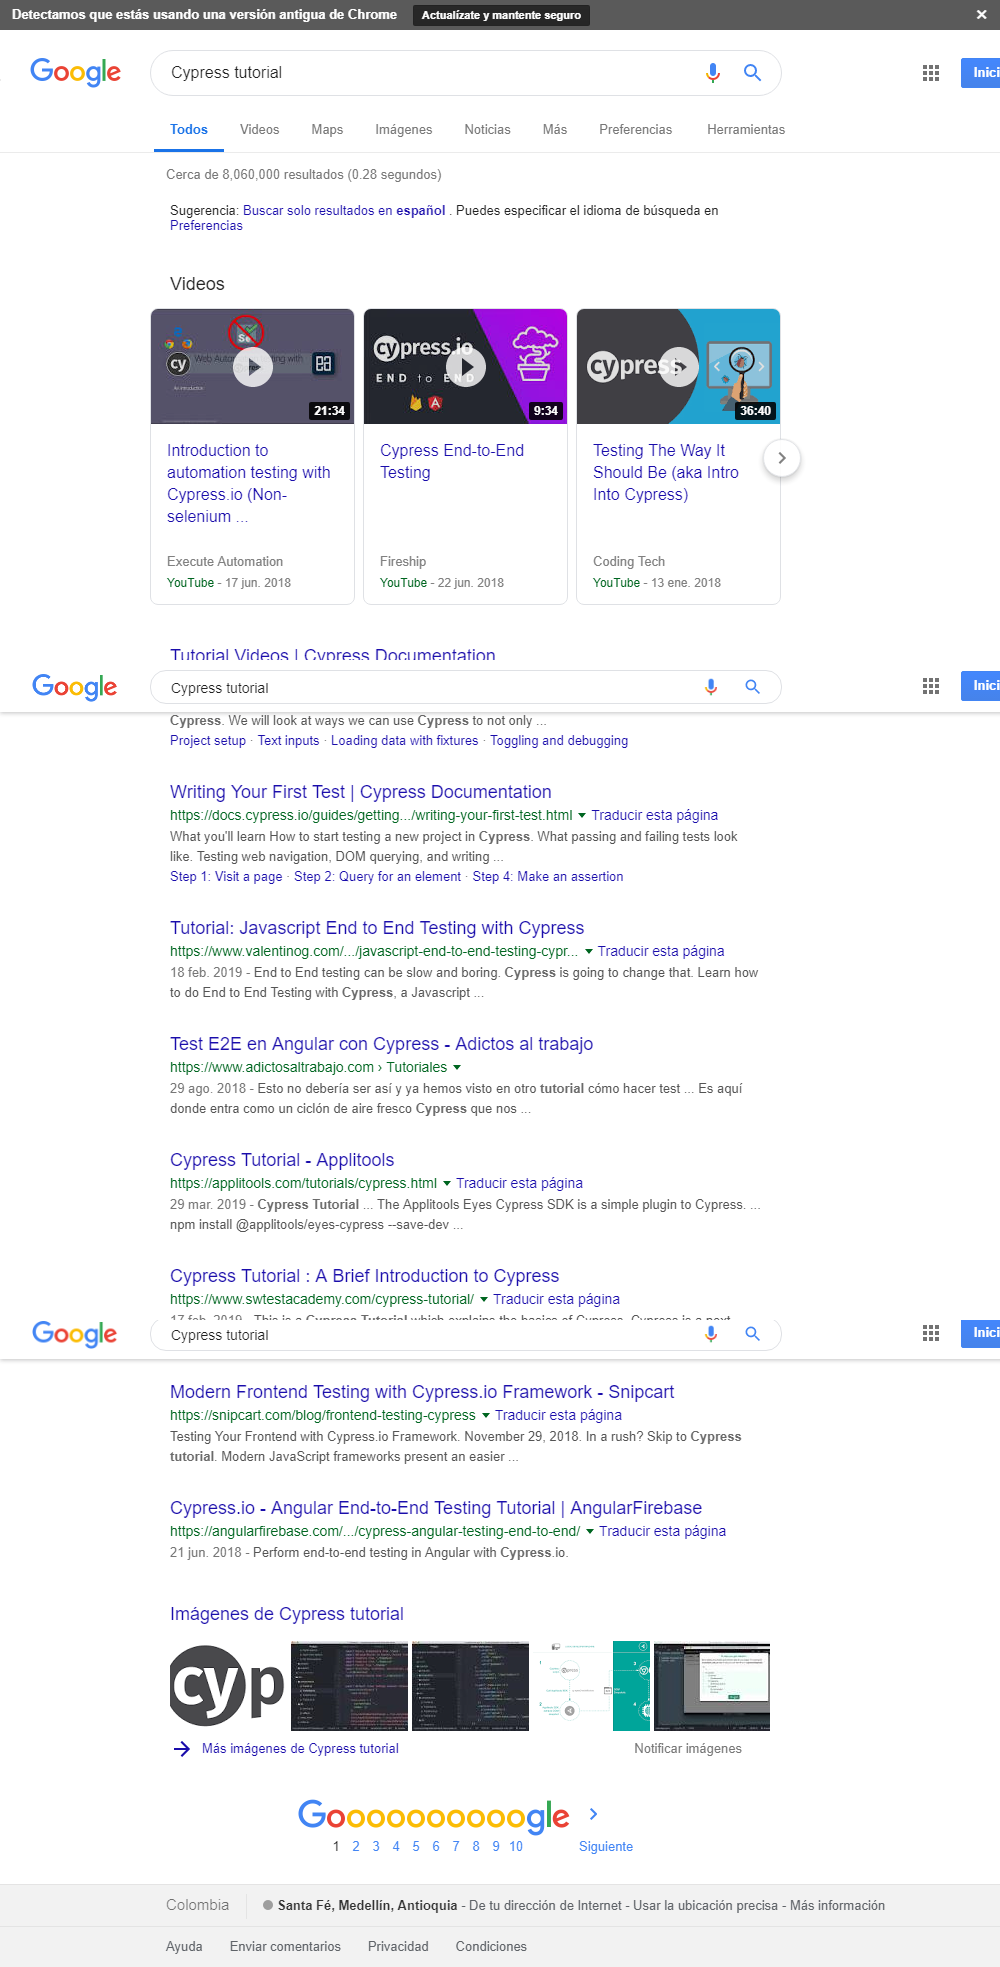 Detectamos que estás usando una versión antigua de Chrome Actualízate y mantente seguro ×
Google Cypress tutorial Inici
Todos Videos Maps Imágenes Noticias Más Preferencias Herramientas
Cerca de 8,060,000 resultados (0.28 segundos)
Sugerencia: Buscar solo resultados en español . Puedes especificar el idioma de búsqueda en
Preferencias
Videos
cy Web Automation testing with
An introduction
21:34
cypress.io
END to END
9:34
cypress
36:40
Introduction to
automation testing with
Cypress.io (Non-
selenium ...
Execute Automation
YouTube - 17 jun. 2018
Cypress End-to-End
Testing
Fireship
YouTube - 22 jun. 2018
Testing The Way It
Should Be (aka Intro
Into Cypress)
Coding Tech
YouTube - 13 ene. 2018
Tutorial Videos | Cypress Documentation
Google Cypress tutorial Inici
Cypress. We will look at ways we can use Cypress to not only ...
Project setup · Text inputs · Loading data with fixtures · Toggling and debugging
Writing Your First Test | Cypress Documentation
https://docs.cypress.io/guides/getting.../writing-your-first-test.html Traducir esta página
What you'll learn How to start testing a new project in Cypress. What passing and failing tests look
like. Testing web navigation, DOM querying, and writing ...
Step 1: Visit a page · Step 2: Query for an element · Step 4: Make an assertion
Tutorial: Javascript End to End Testing with Cypress
https://www.valentinog.com/.../javascript-end-to-end-testing-cypr... Traducir esta página
18 feb. 2019 - End to End testing can be slow and boring. Cypress is going to change that. Learn how
to do End to End Testing with Cypress, a Javascript ...
Test E2E en Angular con Cypress - Adictos al trabajo
https://www.adictosaltrabajo.com › Tutoriales
29 ago. 2018 - Esto no debería ser así y ya hemos visto en otro tutorial cómo hacer test ... Es aquí
donde entra como un ciclón de aire fresco Cypress que nos ...
Cypress Tutorial - Applitools
https://applitools.com/tutorials/cypress.html Traducir esta página
29 mar. 2019 - Cypress Tutorial ... The Applitools Eyes Cypress SDK is a simple plugin to Cypress. ...
npm install @applitools/eyes-cypress --save-dev ...
Cypress Tutorial : A Brief Introduction to Cypress
https://www.swtestacademy.com/cypress-tutorial/ Traducir esta página
17 feb. 2019 - This is a Cypress Tutorial which explains the basics of Cypress. Cypress is a next
Google Cypress tutorial Inici
Modern Frontend Testing with Cypress.io Framework - Snipcart
https://snipcart.com/blog/frontend-testing-cypress Traducir esta página
Testing Your Frontend with Cypress.io Framework. November 29, 2018. In a rush? Skip to Cypress
tutorial. Modern JavaScript frameworks present an easier ...
Cypress.io - Angular End-to-End Testing Tutorial | AngularFirebase
https://angularfirebase.com/.../cypress-angular-testing-end-to-end/ Traducir esta página
21 jun. 2018 - Perform end-to-end testing in Angular with Cypress.io.
Imágenes de Cypress tutorial
cyp
Más imágenes de Cypress tutorial Notificar imágenes
Goooooooooogle
1 2 3 4 5 6 7 8 9 10 Siguiente
Colombia Santa Fé, Medellín, Antioquia - De tu dirección de Internet - Usar la ubicación precisa - Más información
Ayuda Enviar comentarios Privacidad Condiciones